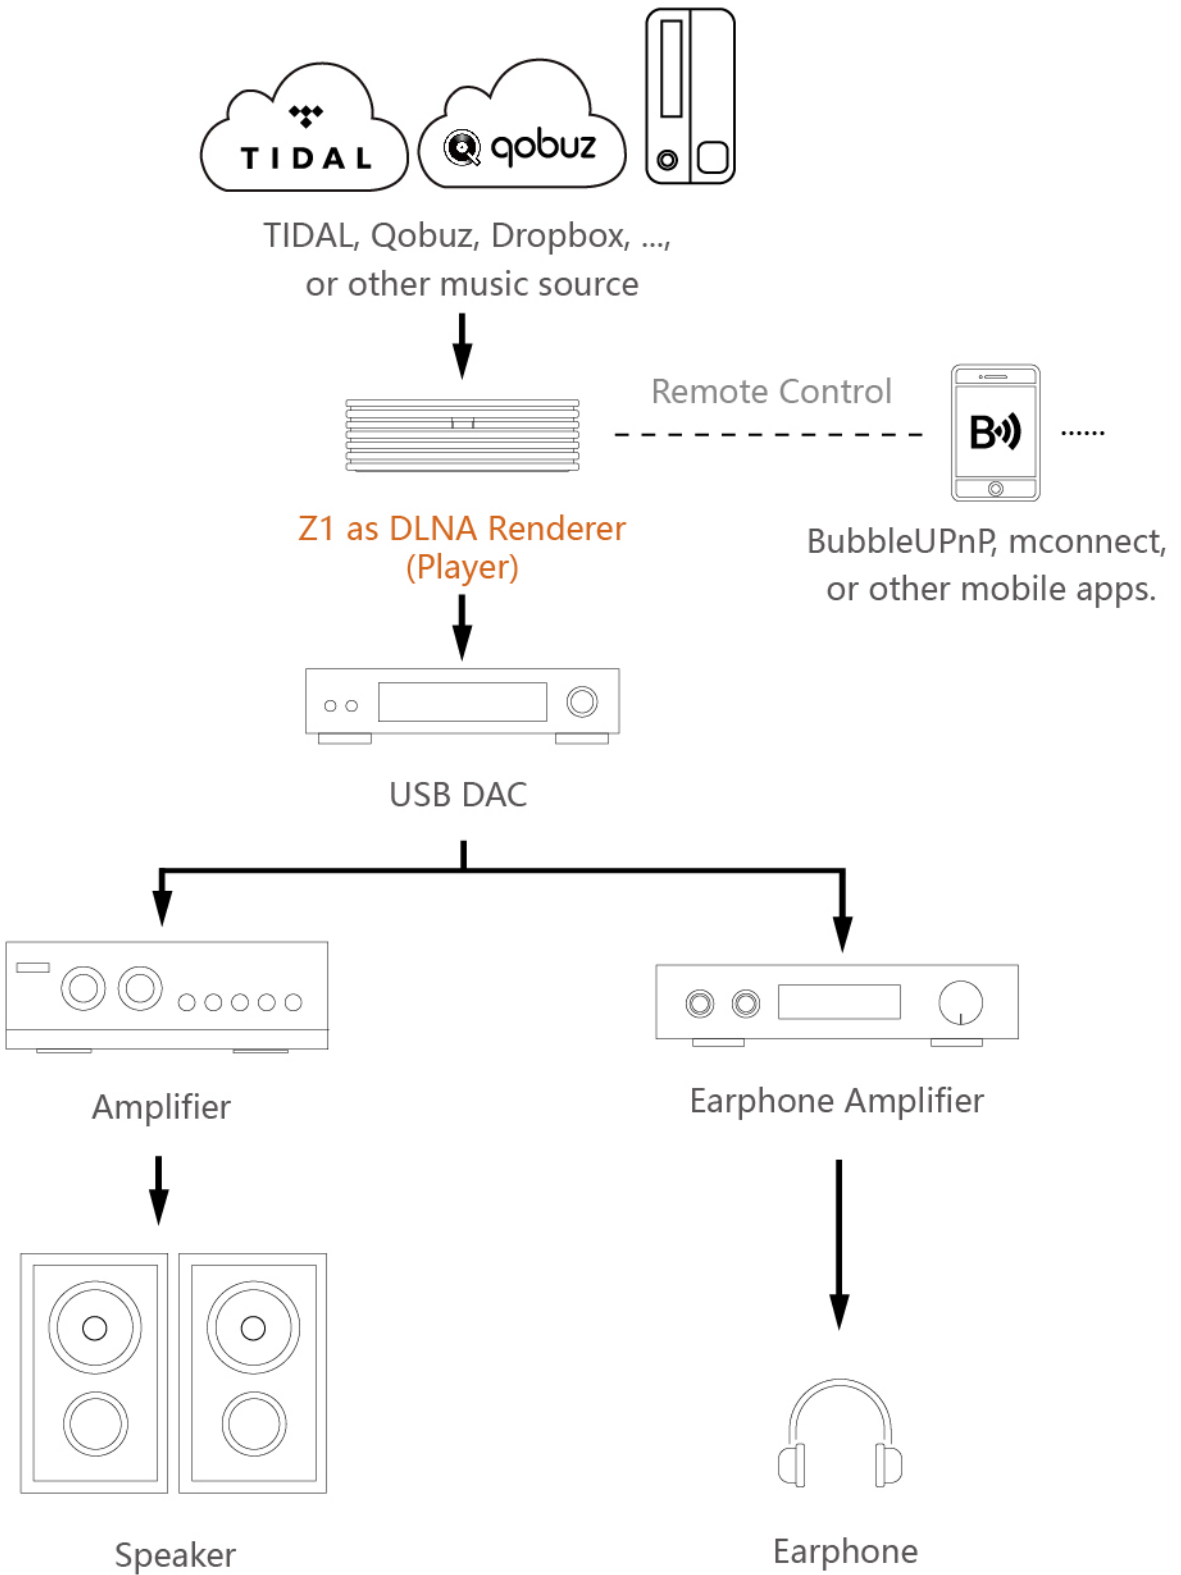 TIDAL
qobuz
TIDAL, Qobuz, Dropbox, ...,
or other music source
Remote Control
B
......
Z1 as DLNA Renderer
(Player)
BubbleUPnP, mconnect,
or other mobile apps.
USB DAC
Amplifier
Earphone Amplifier
Speaker
Earphone